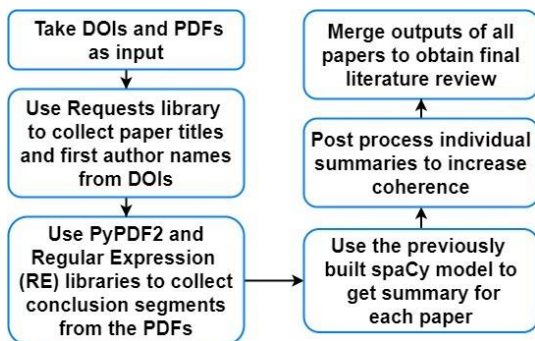 Take DOIs and PDFs
as input
Use Requests library
to collect paper titles
and first author names
from DOIs
Use PyPDF2 and
Regular Expression
(RE) libraries to collect
conclusion segments
from the PDFs
Use the previously
built spaCy model to
get summary for
each paper
Post process individual
summaries to increase
coherence
Merge outputs of all
papers to obtain final
literature review